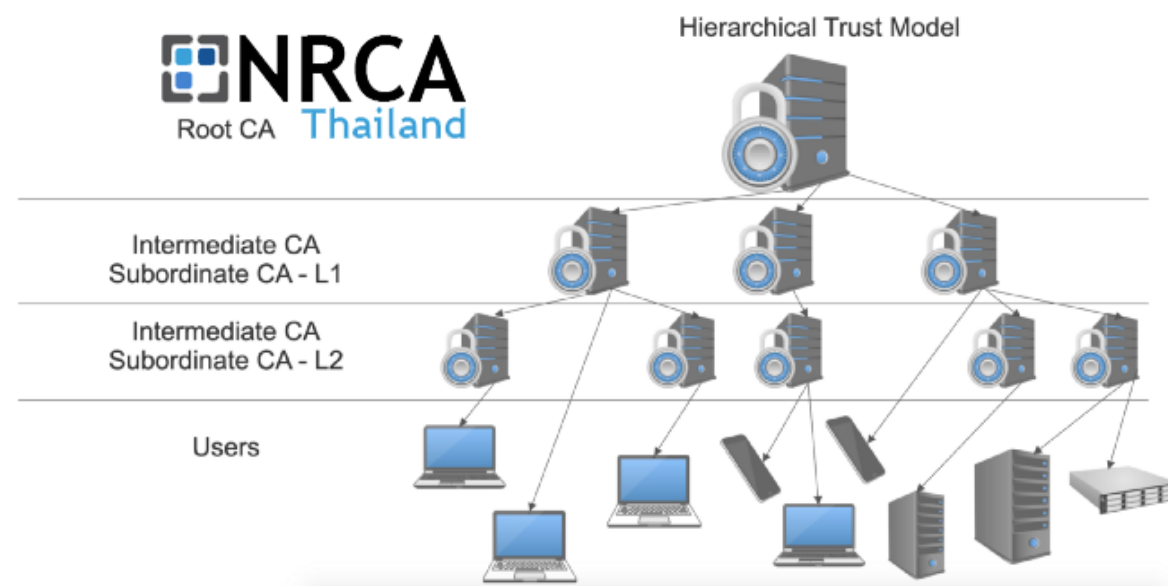 Hierarchical Trust Model
NRCA
Root CA Thailand
Intermediate CA
Subordinate CA - L1
Intermediate CA
Subordinate CA - L2
Users